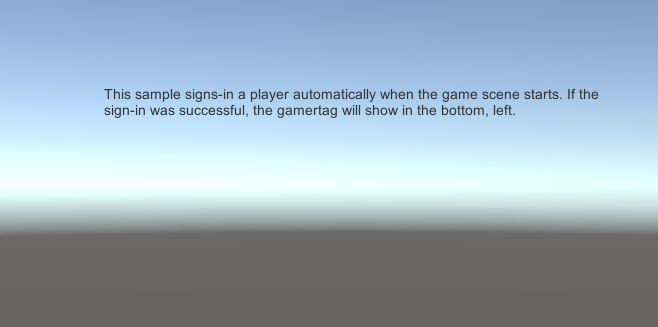 This sample signs-in a player automatically when the game scene starts. If the
sign-in was successful, the gamertag will show in the bottom, left.